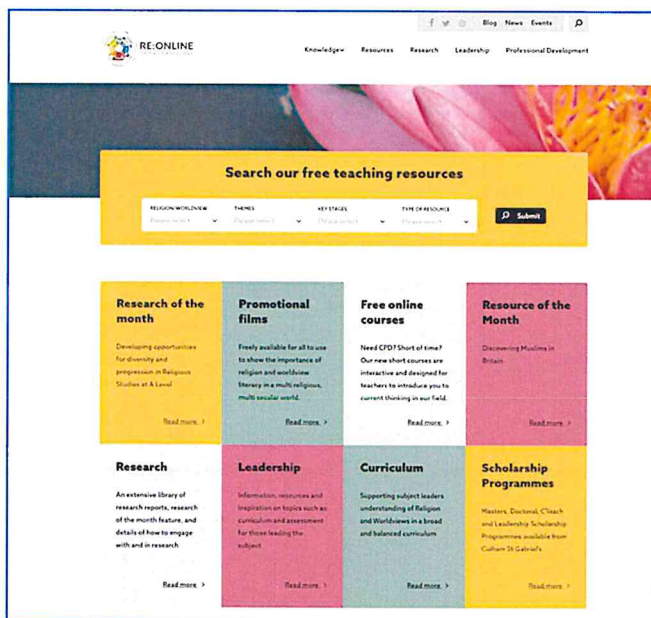 Blog News Events
RE:ONLINE
Knowledge Resources Research Leadership Professional Development
Search our free teaching resources
RELIGION/WORLDVIEW THEMES KEY STAGES TYPE OF RESOURCE
Please select Please select Please select Please select
Submit
Research of the
month
Developing opportunities
for diversity and
progression in Religious
Studies at A Level
Read more >
Promotional
films
Freely available for all to use
to show the importance of
religion and worldview
literacy in a multi religious,
multi secular world.
Read more >
Free online
courses
Need CPD? Short of time?
Our new short courses are
interactive and designed for
teachers to introduce you to
current thinking in our field.
Read more >
Resource of the
Month
Discovering Muslims in
Britain
Read more >
Research
An extensive library of
research reports, research
of the month feature, and
details of how to engage
with and in research
Read more >
Leadership
Information, resources and
inspiration on topics such as
curriculum and assessment
for those leading the
subject
Read more >
Curriculum
Supporting subject leaders
understanding of Religion
and Worldviews in a broad
and balanced curriculum
Read more >
Scholarship
Programmes
Masters, Doctoral, C'Teach
and Leadership Scholarship
Programmes available from
Culham St Gabriel's
Read more >